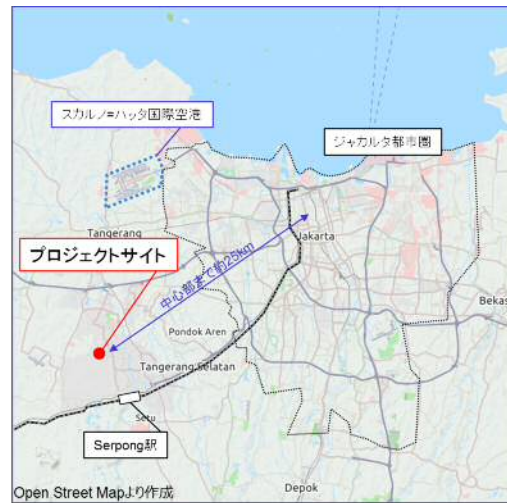 スカルノ=ハッタ国際空港
ジャカルタ都市圏
Tangerang
Jakarta
プロジェクトサイト
中心部まで約25km
Bekas
Pondok Aren
Tangerang Selatan
Setu
Serpong駅
Depok
Open Street Mapより作成